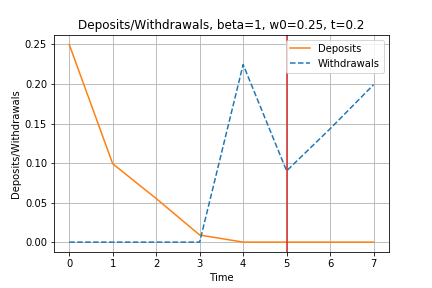 Deposits/Withdrawals, beta=1, w0=0.25, t=0.2
Deposits/Withdrawals
0.25
0.20
0.15
0.10
0.05
0.00
Deposits
Withdrawals
0 1 2 3 4 5 6 7
Time